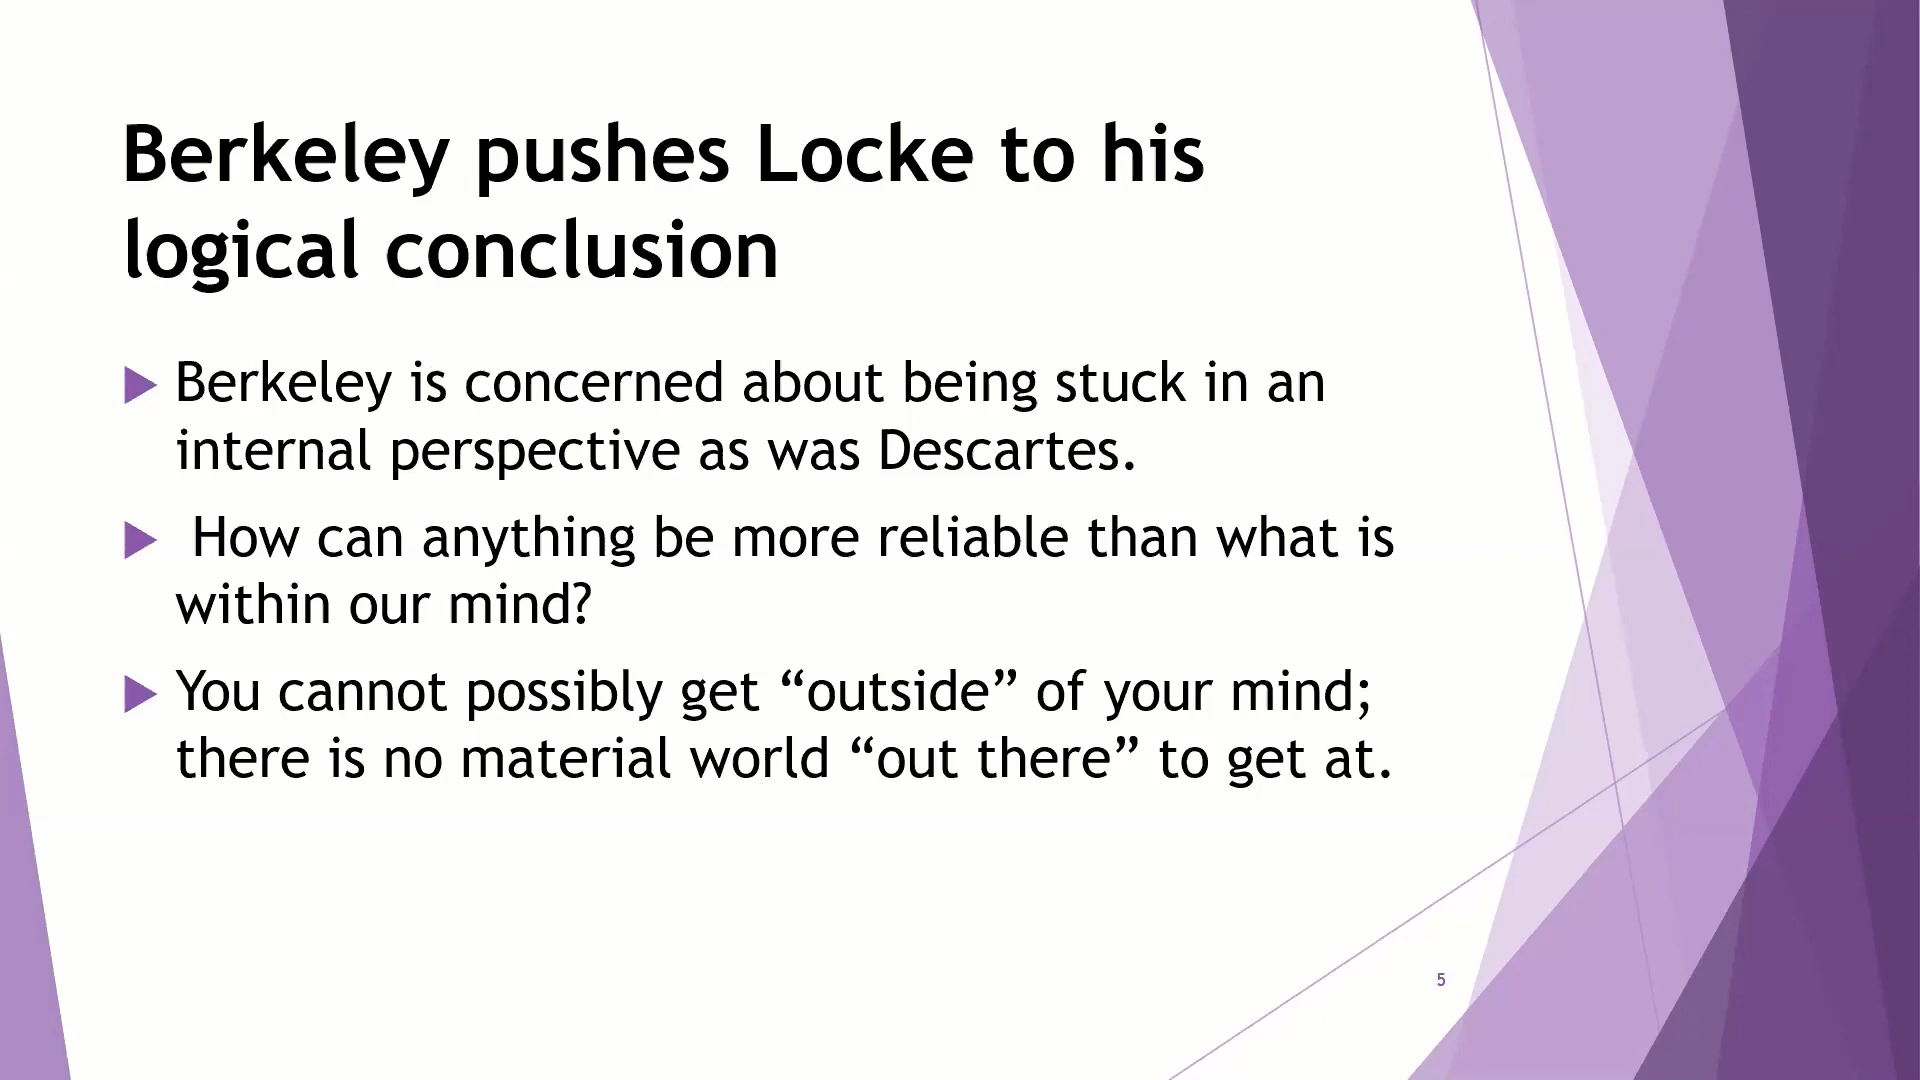 Berkeley pushes Locke to his
logical conclusion
Berkeley is concerned about being stuck in an
internal perspective as was Descartes.
How can anything be more reliable than what is
within our mind?
You cannot possibly get “outside” of your mind;
there is no material world “out there” to get at.
5